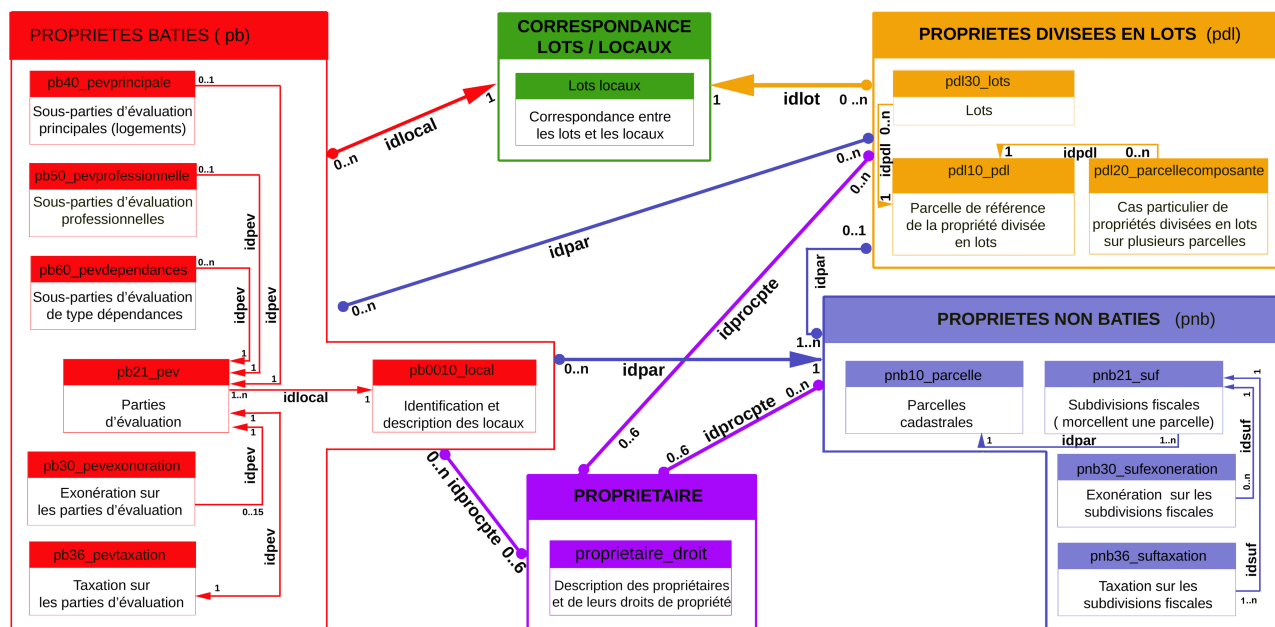 PROPRIETES BATIES ( pb)
pb40_pevprincipale
0..1
Sous-parties d’évaluation
principales (logements)
pb50_pevprofessionnelle
0..1
Sous-parties d’évaluation
professionnelles
idpev
pb60_pevdependances
0..n
Sous-parties d’évaluation
de type dépendances
idpev
idpev
1
1
1
pb21_pev
Parties
d’évaluation
1..n
idlocal
1
pb0010_local
Identification et
description des locaux
1
1
idpev
pb30_pevexonoration
Exonération sur
les parties d’évaluation
0..15
idpev
pb36_pevtaxation
Taxation sur
les parties d’évaluation
1
CORRESPONDANCE
LOTS / LOCAUX
Lots locaux
Correspondance entre
les lots et les locaux
1
idlocal
0..n
1
idlot
0 ..n
PROPRIETES DIVISEES EN LOTS (pdl)
pdl30_lots
Lots
0..n
idpdl
1
pdl10_pdl
Parcelle de référence
de la propriété divisée
en lots
1
idpdl
0..n
pdl20_parcellecomposante
Cas particulier de
propriétés divisées en lots
sur plusieurs parcelles
0..n
idpar
0..n
0..n
idprocpte
0..6
0..1
idpar
1..n
0..n
idpar
1
0..n
idprocpte
0..6
0..n
idprocpte
0..6
PROPRIETES NON BATIES (pnb)
pnb10_parcelle
Parcelles
cadastrales
pnb21_suf
Subdivisions fiscales
( morcellent une parcelle)
1
idpar
1..n
1
1
idsuf
pnb30_sufexoneration
Exonération sur les
subdivisions fiscales
0..n
idsuf
pnb36_suftaxation
Taxation sur les
subdivisions fiscales
1..n
PROPRIETAIRE
proprietaire_droit
Description des propriétaires
et de leurs droits de propriété